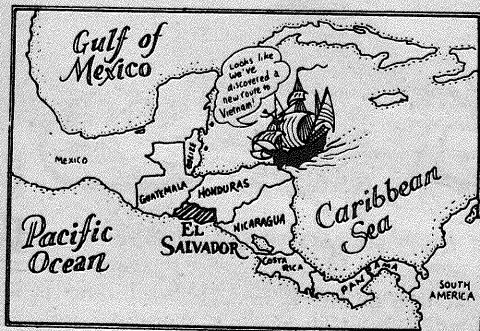 Gulf of
Mexico
Looks like
we've
discovered a
new route to
Vietnam!
MEXICO
BELIZE
GUATEMALA
HONDURAS
Caribbean
Sea
Pacific
Ocean
EL
SALVADOR
NICARAGUA
COSTA
RICA
PANAMA
SOUTH
AMERICA